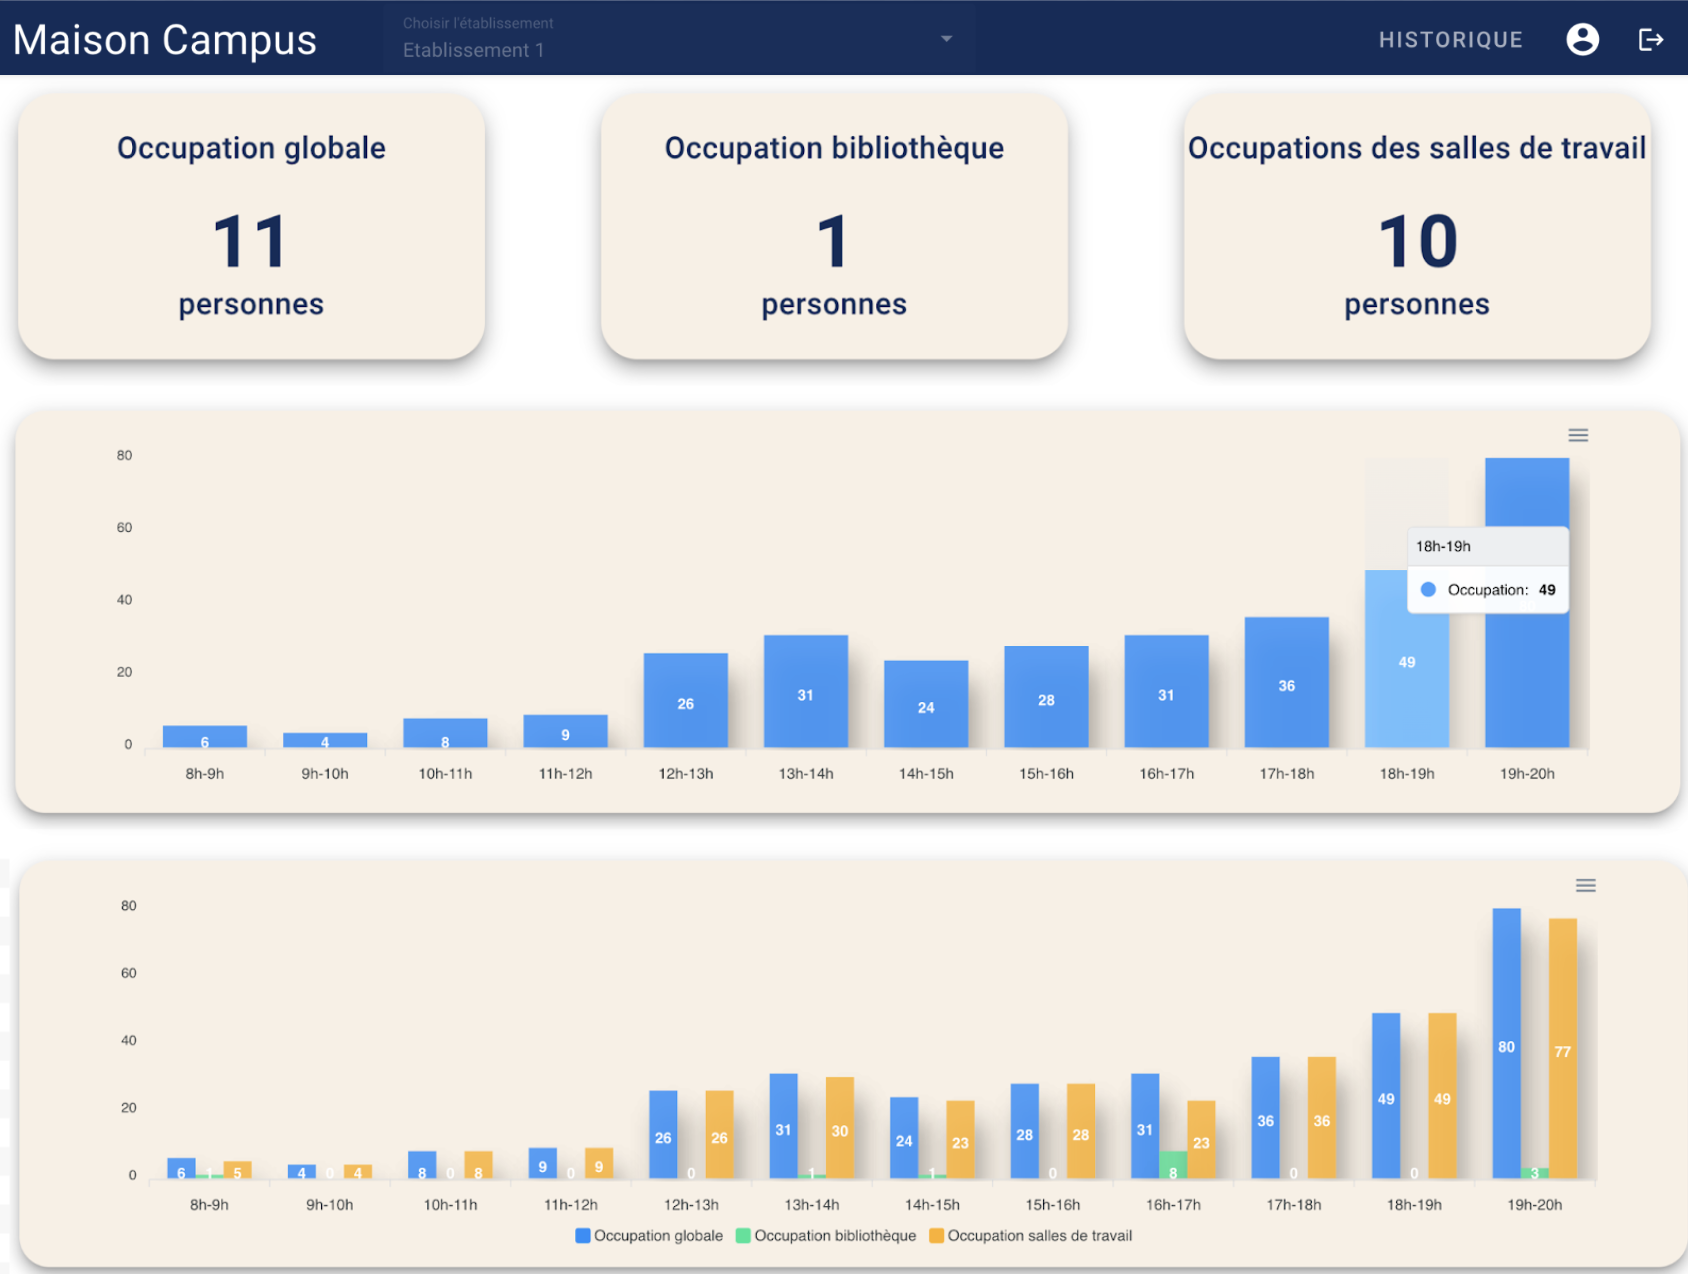 Maison Campus
Choisir l'établissement
Etablissement 1
HISTORIQUE
Occupation globale
11
personnes
Occupation bibliothèque
1
personnes
Occupations des salles de travail
10
personnes
80
60
40
20
0
18h-19h
Occupation: 49
6 4 8 9 26 31 24 28 31 36 49
8h-9h 9h-10h 10h-11h 11h-12h 12h-13h 13h-14h 14h-15h 15h-16h 16h-17h 17h-18h 18h-19h 19h-20h
80
60
40
20
0
6 1 5 4 0 4 8 0 8 9 0 9 26 0 26 31 1 30 24 1 23 28 0 28 31 8 23 36 0 36 49 0 49 80 3 77
8h-9h 9h-10h 10h-11h 11h-12h 12h-13h 13h-14h 14h-15h 15h-16h 16h-17h 17h-18h 18h-19h 19h-20h
Occupation globale Occupation bibliothèque Occupation salles de travail